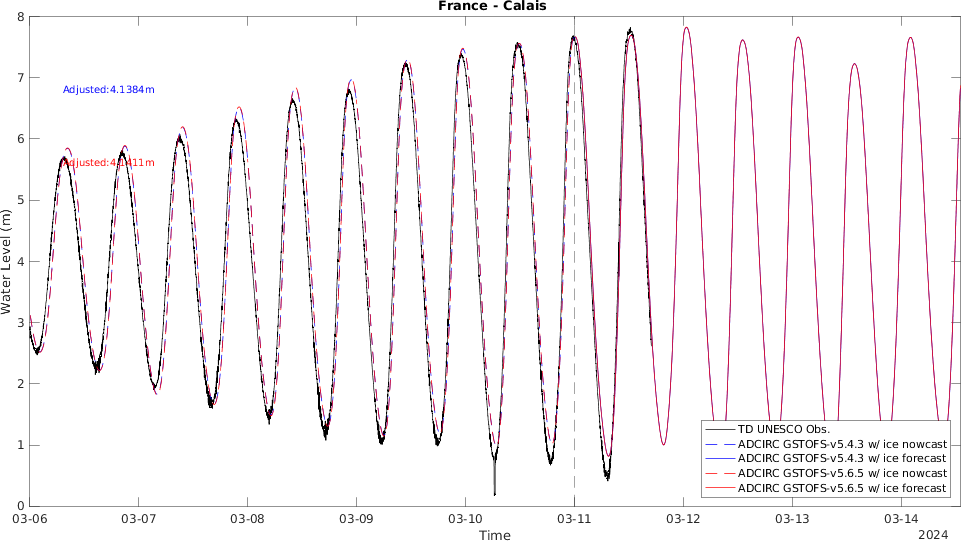 France - Calais
8
7
Adjusted:4.1384m
6
Adjusted:4.1411m
5
4
3
2
1
0
Water Level (m)
TD UNESCO Obs.
ADCIRC GSTOFS-v5.4.3 w/ ice nowcast
ADCIRC GSTOFS-v5.4.3 w/ ice forecast
ADCIRC GSTOFS-v5.6.5 w/ ice nowcast
ADCIRC GSTOFS-v5.6.5 w/ ice forecast
03-06 03-07 03-08 03-09 03-10 03-11 03-12 03-13 03-14
Time
2024